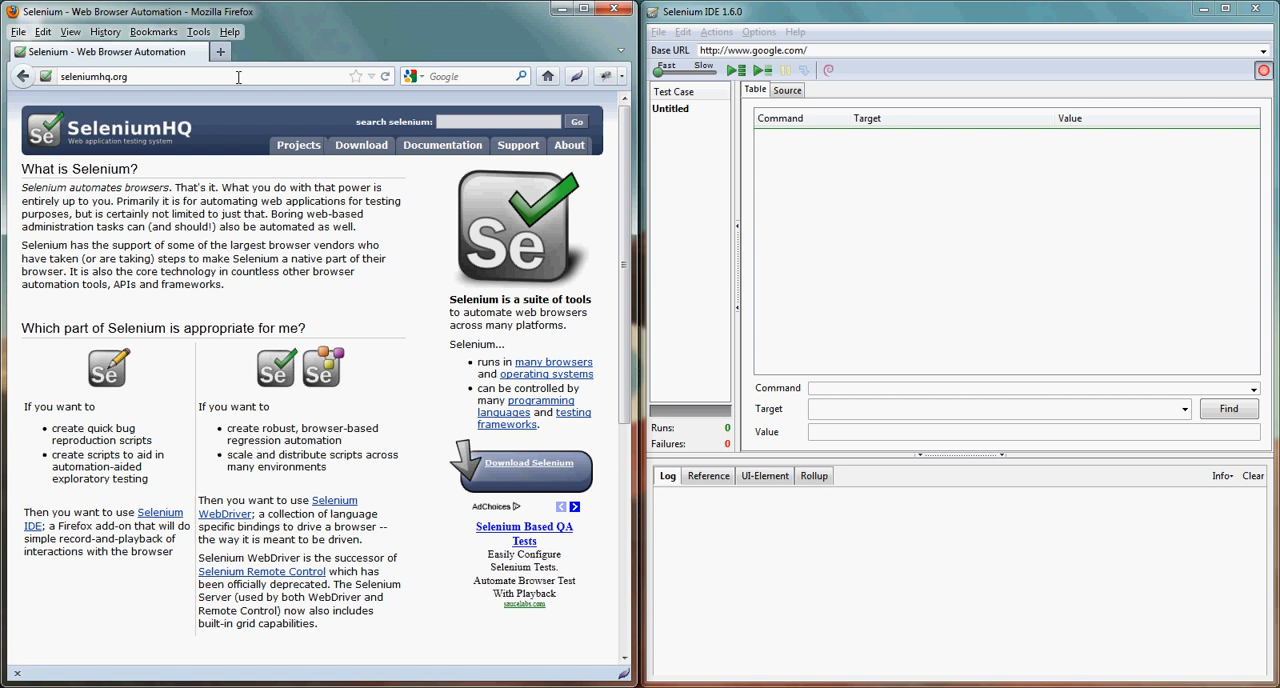 Selenium - Web Browser Automation - Mozilla Firefox
File Edit View History Bookmarks Tools Help
Selenium - Web Browser Automation
seleniumhq.org
Google
Se SeleniumHQ
Web application testing system
search selenium:
Go
Projects Download Documentation Support About
What is Selenium?
Selenium automates browsers. That's it. What you do with that power is
entirely up to you. Primarily it is for automating web applications for testing
purposes, but is certainly not limited to just that. Boring web-based
administration tasks can (and should!) also be automated as well.
Selenium has the support of some of the largest browser vendors who
have taken (or are taking) steps to make Selenium a native part of their
browser. It is also the core technology in countless other browser
automation tools, APIs and frameworks.
Which part of Selenium is appropriate for me?
Se
If you want to
create quick bug
reproduction scripts
create scripts to aid in
automation-aided
exploratory testing
Then you want to use Selenium
IDE; a Firefox add-on that will do
simple record-and-playback of
interactions with the browser
Se Se
If you want to
create robust, browser-based
regression automation
scale and distribute scripts across
many environments
Then you want to use Selenium
WebDriver; a collection of language
specific bindings to drive a browser --
the way it is meant to be driven.
Selenium WebDriver is the successor of
Selenium Remote Control which has
been officially deprecated. The Selenium
Server (used by both WebDriver and
Remote Control) now also includes
built-in grid capabilities.
Se
Selenium is a suite of tools
to automate web browsers
across many platforms.
Selenium...
runs in many browsers
and operating systems
can be controlled by
many programming
languages and testing
frameworks.
Download Selenium
AdChoices
Selenium Based QA
Tests
Easily Configure
Selenium Tests.
Automate Browser Test
With Playback
saucelabs.com
Selenium IDE 1.6.0
File Edit Actions Options Help
Base URL http://www.google.com/
Fast Slow
Test Case
Untitled
Runs: 0
Failures: 0
Table Source
Command Target Value
Command
Target
Find
Value
Log Reference UI-Element Rollup
Info Clear